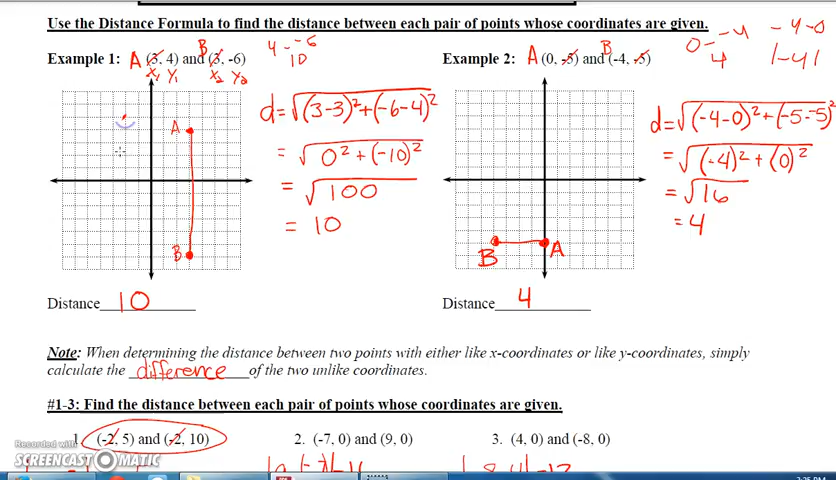 Use the Distance Formula to find the distance between each pair of points whose coordinates are given.
Example 1: A (3, 4) and B (3, -6)
x₁ y₁ x₂ y₂
4 - -6
10
d = √(3-3)² + (-6-4)²
= √0² + (-10)²
= √100
= 10
A
B
Distance 10
Example 2: A (0, -5) and B (-4, -5)
0 - -4
4
-4-0
|-4|
d = √(-4-0)² + (-5--5)²
= √(-4)² + (0)²
= √16
= 4
B A
Distance 4
Note: When determining the distance between two points with either like x-coordinates or like y-coordinates, simply
calculate the difference of the two unlike coordinates.
#1-3: Find the distance between each pair of points whose coordinates are given.
1. (-2, 5) and (-2, 10)
2. (-7, 0) and (9, 0)
3. (4, 0) and (-8, 0)
Recorded with
SCREENCAST O MATIC